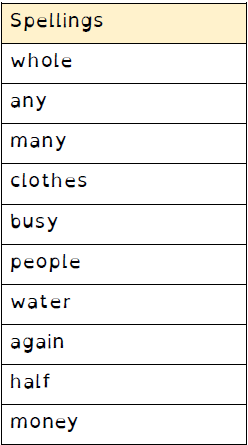 Spellings
whole
any
many
clothes
busy
people
water
again
half
money